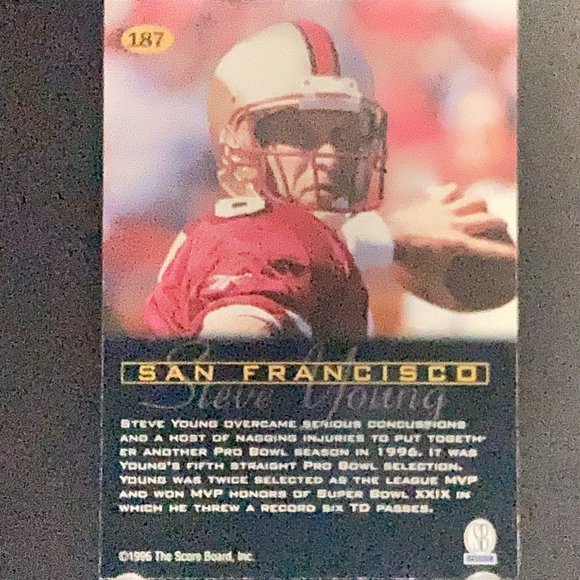 187
SAN FRANCISCO
Steve Young
STEVE YOUNG OVERCAME SERIOUS CONCUSSIONS
AND A HOST OF NAGGING INJURIES TO PUT TOGETH-
ER ANOTHER PRO BOWL SEASON IN 1996. IT WAS
YOUNG'S FIFTH STRAIGHT PRO BOWL SELECTION.
YOUNG WAS TWICE SELECTED AS THE LEAGUE MVP
AND WON MVP HONORS OF SUPER BOWL XXIX IN
WHICH HE THREW A RECORD SIX TD PASSES.
©1996 The Score Board, Inc.